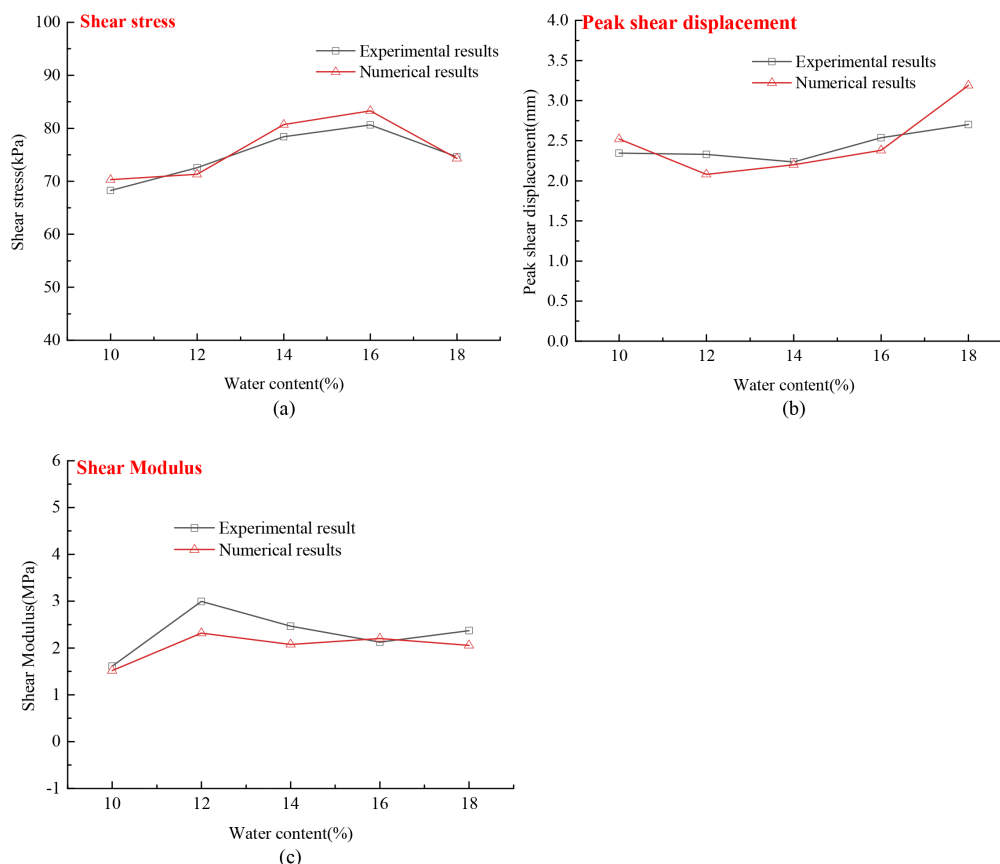 Shear stress
Experimental results
Numerical results
Shear stress(kPa)
100
90
80
70
60
50
40
10 12 14 16 18
Water content(%)
(a)
Peak shear displacement
Experimental results
Numerical results
Peak shear displacement(mm)
4.0
3.5
3.0
2.5
2.0
1.5
1.0
0.5
0.0
10 12 14 16 18
Water content(%)
(b)
Shear Modulus
Experimental result
Numerical results
Shear Modulus(MPa)
6
5
4
3
2
1
0
-1
10 12 14 16 18
Water content(%)
(c)